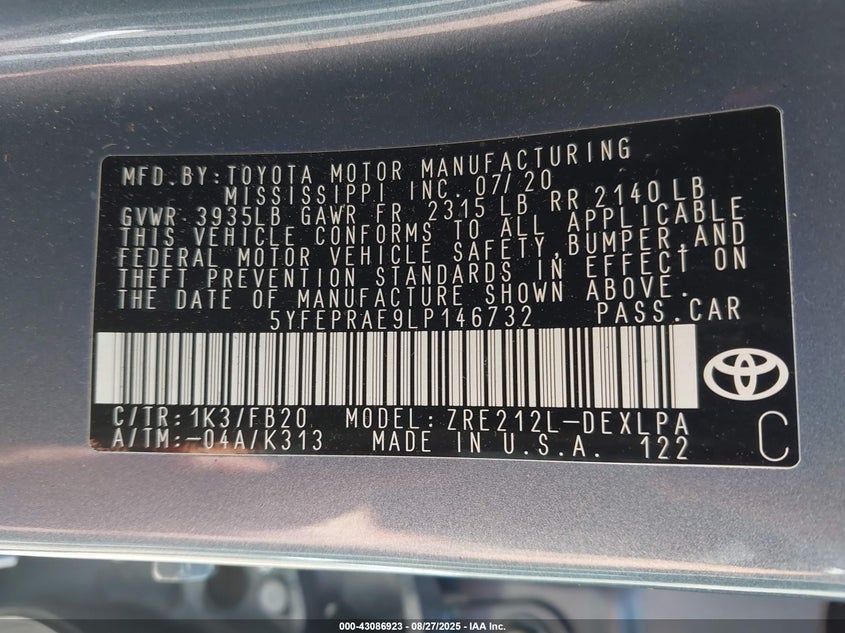 MFD. BY: TOYOTA MOTOR MANUFACTURING
MISSISSIPPI INC. 07/20
GVWR 3935LB GAWR FR 2315 LB RR 2140 LB
THIS VEHICLE CONFORMS TO ALL APPLICABLE
FEDERAL MOTOR VEHICLE SAFETY, BUMPER, AND
THEFT PREVENTION STANDARDS IN EFFECT ON
THE DATE OF MANUFACTURE SHOWN ABOVE.
5YFEPRAE9LP146732 PASS. CAR
C/TR: 1K3/FB20 MODEL: ZRE212L-DEXLPA
A/TM: -04A/K313 MADE IN U.S.A. 122
C
000-43086923 | 08/27/2025 - IAA Inc.